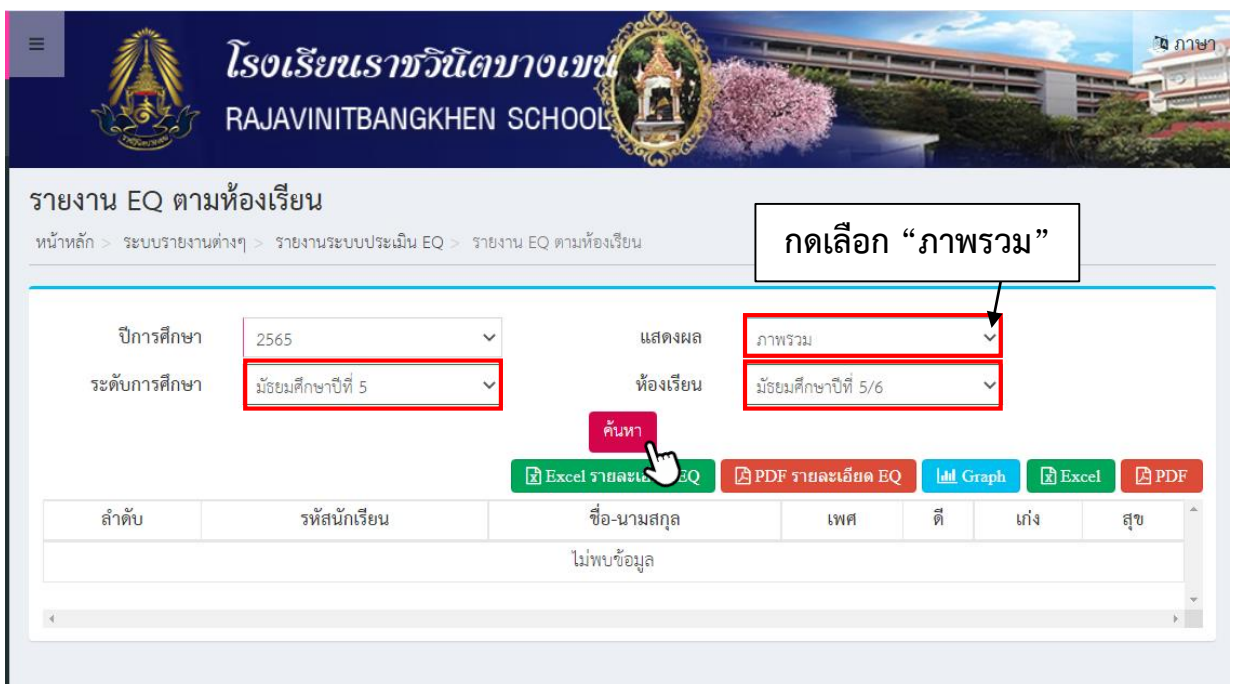 ≡
ภาษา
โรงเรียนราชวินิตบางเขน
RAJAVINITBANGKHEN SCHOOL
รายงาน EQ ตามห้องเรียน
หน้าหลัก > ระบบรายงานต่างๆ > รายงานระบบประเมิน EQ > รายงาน EQ ตามห้องเรียน
กดเลือก “ภาพรวม”
ปีการศึกษา 2565 แสดงผล ภาพรวม
ระดับการศึกษา มัธยมศึกษาปีที่ 5 ห้องเรียน มัธยมศึกษาปีที่ 5/6
ค้นหา
Excel EQ PDF รายละเอียด EQ Graph Excel PDF
ลำดับ รหัสนักเรียน ชื่อ-นามสกุล เพศ ดี เก่ง สุข
ไม่พบข้อมูล